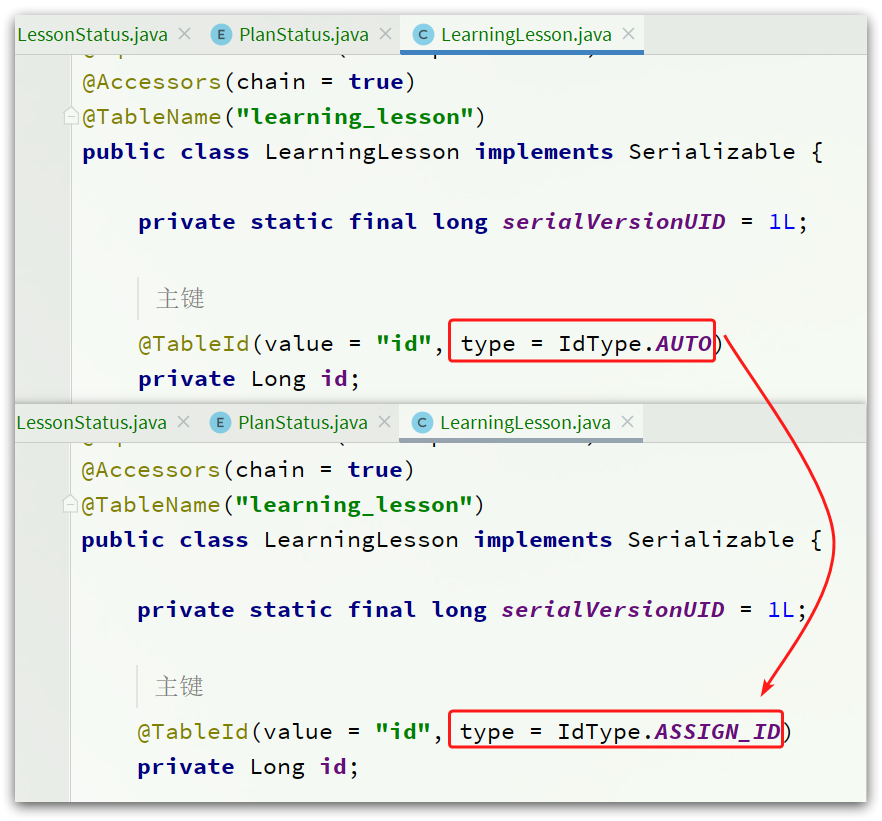 LessonStatus.java × E PlanStatus.java × C LearningLesson.java ×
@Accessors(chain = true)
@TableName("learning_lesson")
public class LearningLesson implements Serializable {
private static final long serialVersionUID = 1L;
主键
@TableId(value = "id", type = IdType.AUTO)
private Long id;
LessonStatus.java × E PlanStatus.java × C LearningLesson.java ×
@Accessors(chain = true)
@TableName("learning_lesson")
public class LearningLesson implements Serializable {
private static final long serialVersionUID = 1L;
主键
@TableId(value = "id", type = IdType.ASSIGN_ID)
private Long id;